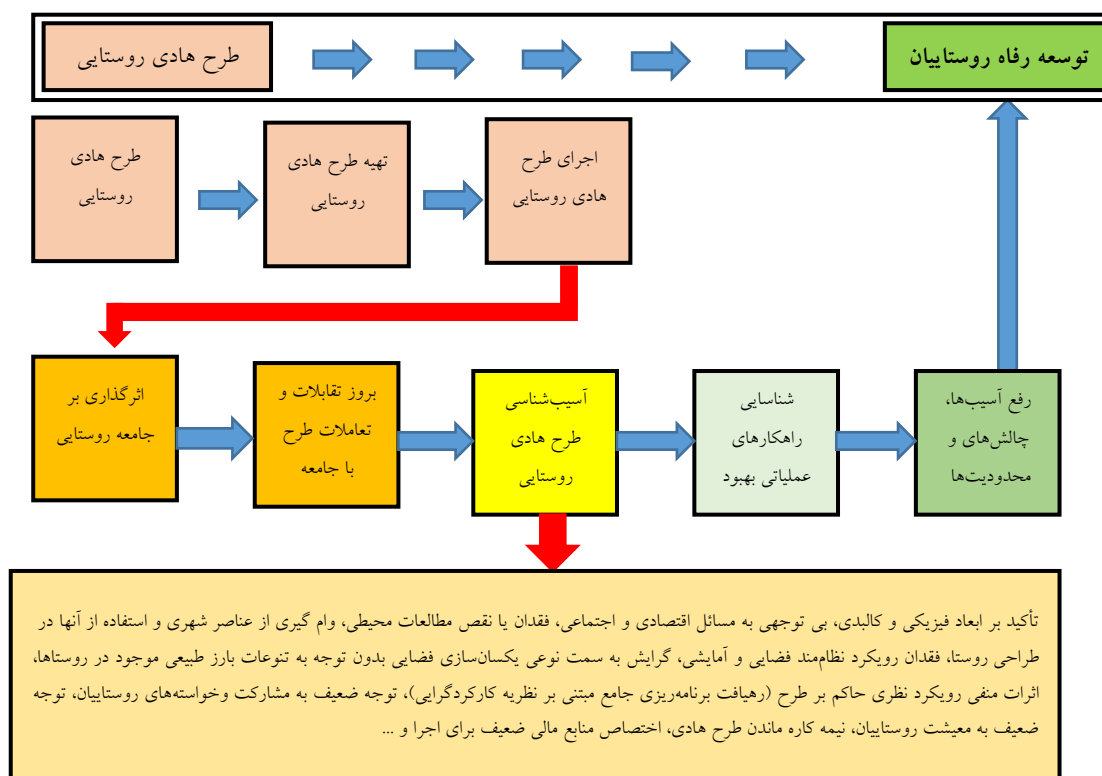 طرح هادی روستایی
توسعه رفاه روستاییان
طرح هادی
روستایی
تهیه طرح هادی
روستایی
اجرای طرح
هادی روستایی
اثرگذاری بر
جامعه روستایی
بروز تقابلات و
تعاملات طرح
با جامعه
آسیب‌شناسی
طرح هادی
روستایی
شناسایی
راهکارهای
عملیاتی بهبود
رفع آسیب‌ها،
چالش‌های و
محدودیت‌ها
تأکید بر ابعاد فیزیکی و کالبدی، بی توجهی به مسائل اقتصادی و اجتماعی، فقدان یا نقص مطالعات محیطی، وام گیری از عناصر شهری و استفاده از آنها در
طراحی روستا، فقدان رویکرد نظام‌مند فضایی و آمایشی، گرایش به سمت نوعی یکسان‌سازی فضایی بدون توجه به تنوعات بارز طبیعی موجود در روستاها،
اثرات منفی رویکرد نظری حاکم بر طرح (رهیافت برنامه‌ریزی جامع مبتنی بر نظریه کارکردگرایی)، توجه ضعیف به مشارکت وخواسته‌های روستاییان، توجه
ضعیف به معیشت روستاییان، نیمه کاره ماندن طرح هادی، اختصاص منابع مالی ضعیف برای اجرا و ...